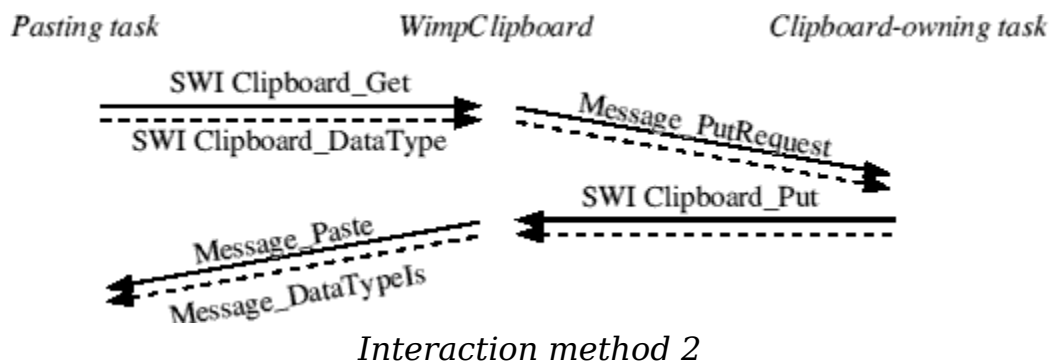 Pasting task WimpClipboard Clipboard-owning task
SWI Clipboard_Get
Message_PutRequest
SWI Clipboard_DataType
SWI Clipboard_Put
Message_Paste
Message_DataTypeIs
Interaction method 2